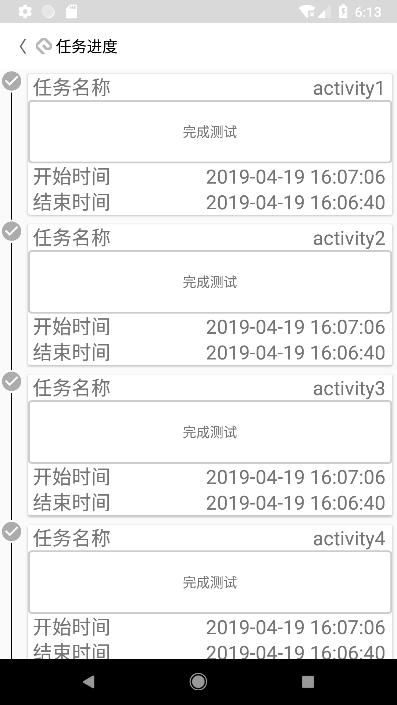 6:13
任务进度
任务名称 activity1
完成测试
开始时间 2019-04-19 16:07:06
结束时间 2019-04-19 16:06:40
任务名称 activity2
完成测试
开始时间 2019-04-19 16:07:06
结束时间 2019-04-19 16:06:40
任务名称 activity3
完成测试
开始时间 2019-04-19 16:07:06
结束时间 2019-04-19 16:06:40
任务名称 activity4
完成测试
开始时间 2019-04-19 16:07:06
结束时间 2019-04-19 16:06:40